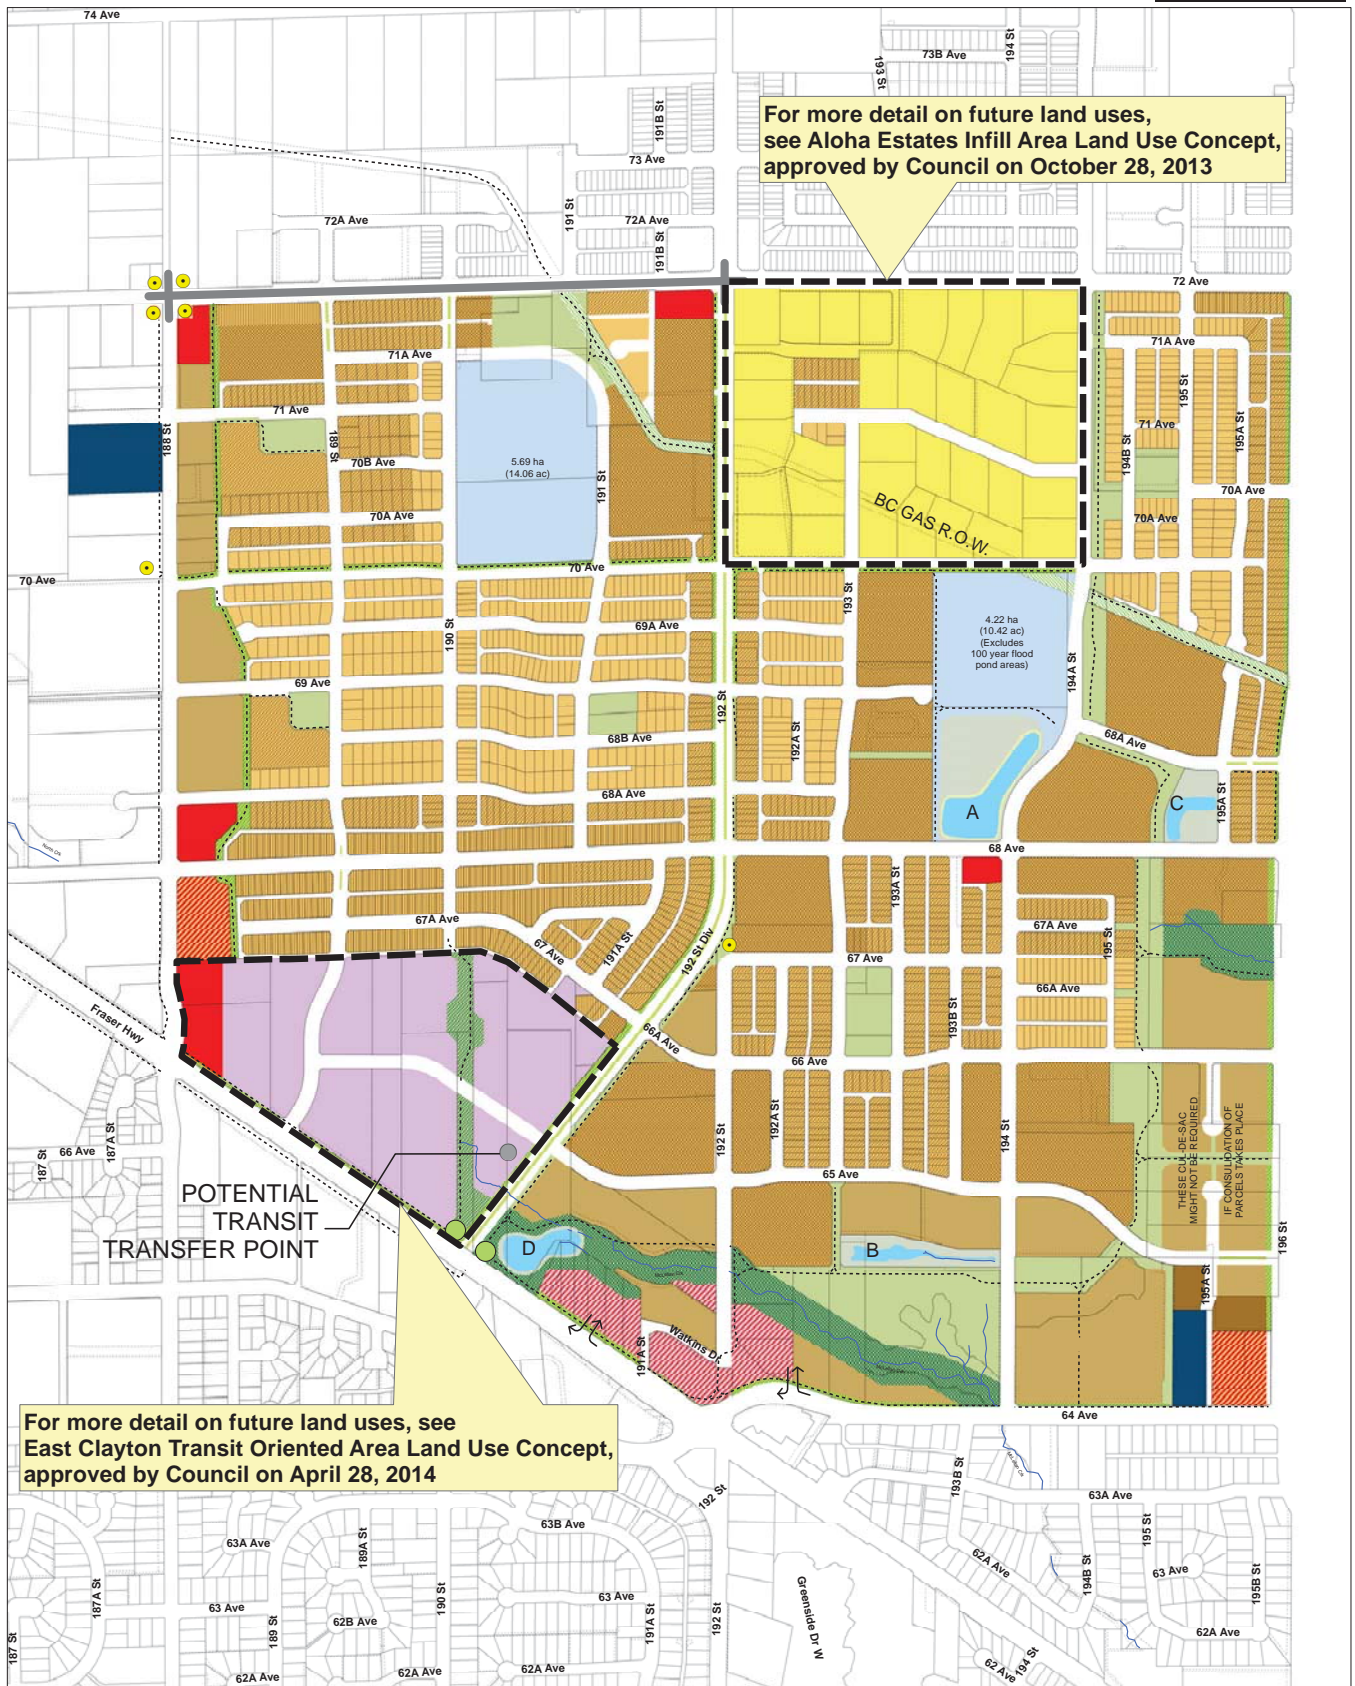 74 Ave
73B Ave
194 St
193 St
For more detail on future land uses,
see Aloha Estates Infill Area Land Use Concept,
approved by Council on October 28, 2013
191B St
73 Ave
191 St
72A Ave
72A Ave
191B St
72 Ave
71A Ave
71A Ave
195 St
71 Ave
71 Ave
195A St
188 St
189 St
70B Ave
5.69 ha
(14.06 ac)
191 St
194B St
70A Ave
BC GAS R.O.W.
70A Ave
70A Ave
70 Ave
70 Ave
193 St
190 St
69A Ave
4.22 ha
(10.42 ac)
(Excludes
100 year flood
pond areas)
194A St
69 Ave
192 St
68B Ave
192A St
68A Ave
68A Ave
A
C
195A St
68 Ave
193A St
67A Ave
67A Ave
67 Ave
191A St
192 St Div
67 Ave
195 St
66A Ave
193B St
Fraser Hwy
66A Ave
66 Ave
192A St
192 St
194 St
THESE CUL-DE-SAC
MIGHT NOT BE REQUIRED
IF CONSULIDATION OF
PARCELS TAKES PLACE
187A St
187 St
66 Ave
65 Ave
POTENTIAL
TRANSIT
TRANSFER POINT
D
B
196 St
195A St
191A St
Watkins Dr
64 Ave
For more detail on future land uses, see
East Clayton Transit Oriented Area Land Use Concept,
approved by Council on April 28, 2014
192 St
193B St
63A Ave
63B Ave
63A Ave
189A St
195 St
62A Ave
194B St
63 Ave
195B St
187A St
190 St
63 Ave
63 Ave
62B Ave
189 St
191A St
192 St
Greenside Dr W
187 St
62A Ave
62A Ave
62A Ave
62A Ave
62 Ave
194 St